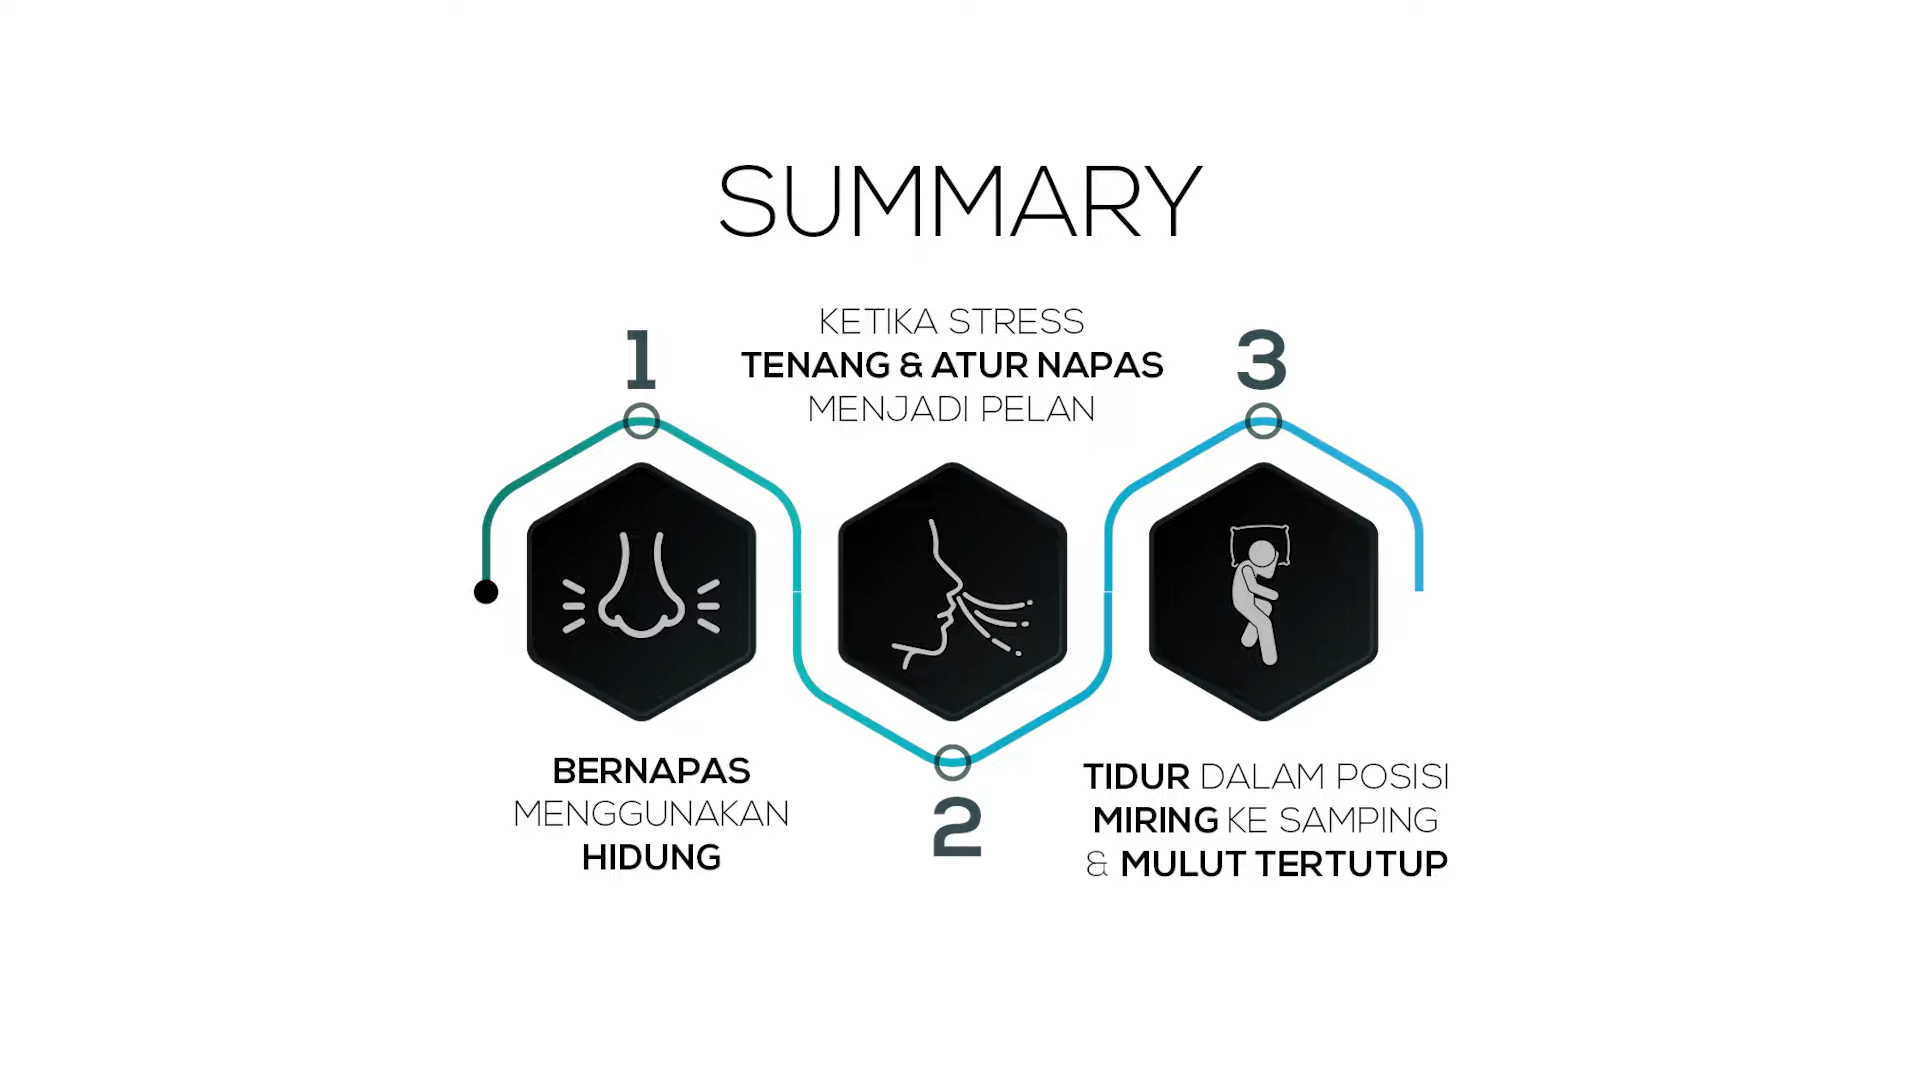 SUMMARY
1
BERNAPAS
MENGGUNAKAN
HIDUNG
KETIKA STRESS
TENANG & ATUR NAPAS
MENJADI PELAN
2
3
TIDUR DALAM POSISI
MIRING KE SAMPING
& MULUT TERTUTUP